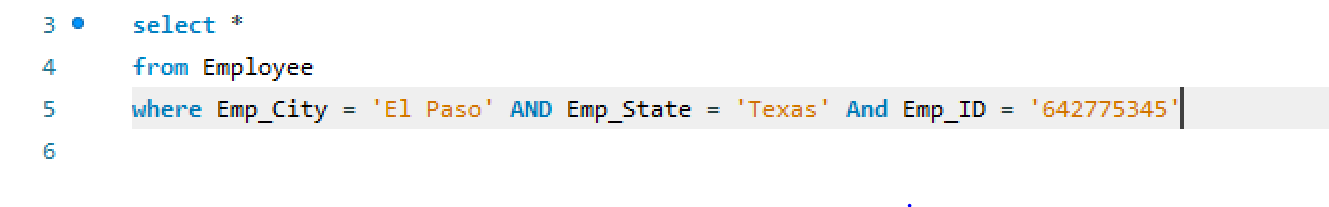 3 select *
4 from Employee
5 where Emp_City = 'El Paso' AND Emp_State = 'Texas' And Emp_ID = '642775345'
6